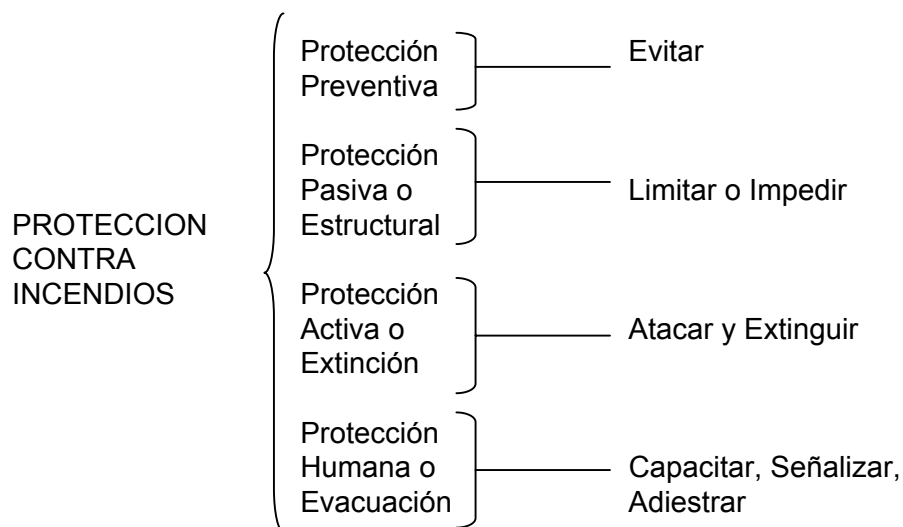 PROTECCION
CONTRA
INCENDIOS
Protección
Preventiva
Evitar
Protección
Pasiva o
Estructural
Limitar o Impedir
Protección
Activa o
Extinción
Atacar y Extinguir
Protección
Humana o
Evacuación
Capacitar, Señalizar,
Adiestrar